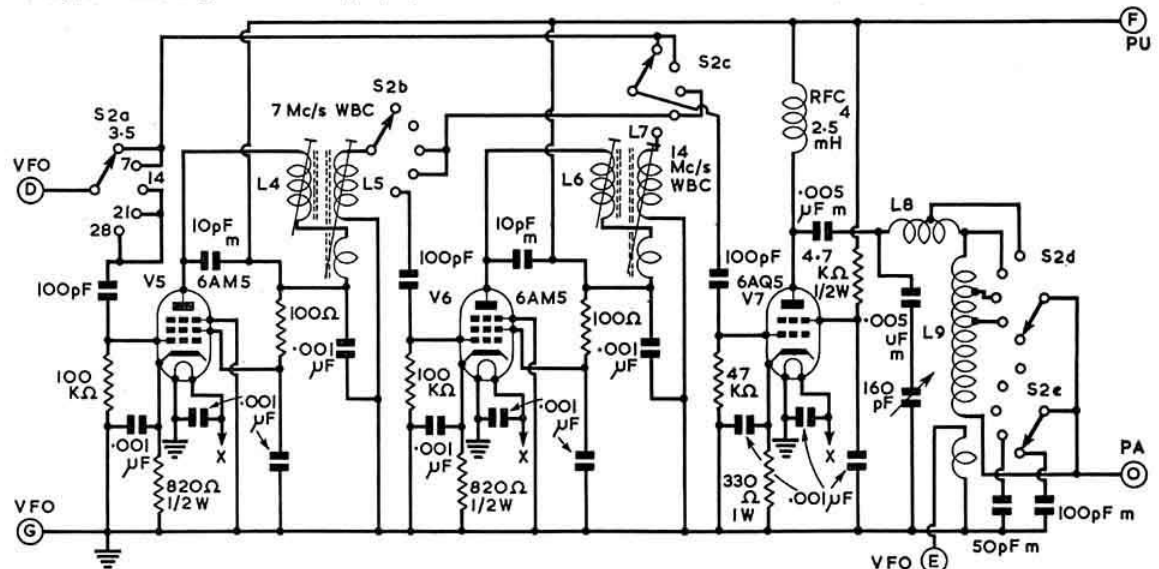 F
PU
S2c
S2b
7 Mc/s WBC
S2a
3.5
7
14
21
28
VFO
D
RFC 4
2.5
mH
L7
14
Mc/s
WBC
L4
L5
L6
L8
.005
µF m
10pF
m
10pF
m
100pF
V5
6AM5
100pF
V6
6AM5
100pF
6AQ5
V7
4.7
KΩ
1/2W
S2d
100Ω
100Ω
.005
uF
m
L9
.001
µF
.001
µF
100
KΩ
100
KΩ
47
KΩ
160
pF
S2e
.001
µF
.001
µF
.001
µF
.001
µF
X
X
X
820Ω
1/2W
820Ω
1/2W
330
Ω
1W
.001µF
PA
O
VFO
G
100pF m
50pF m
VFO
E